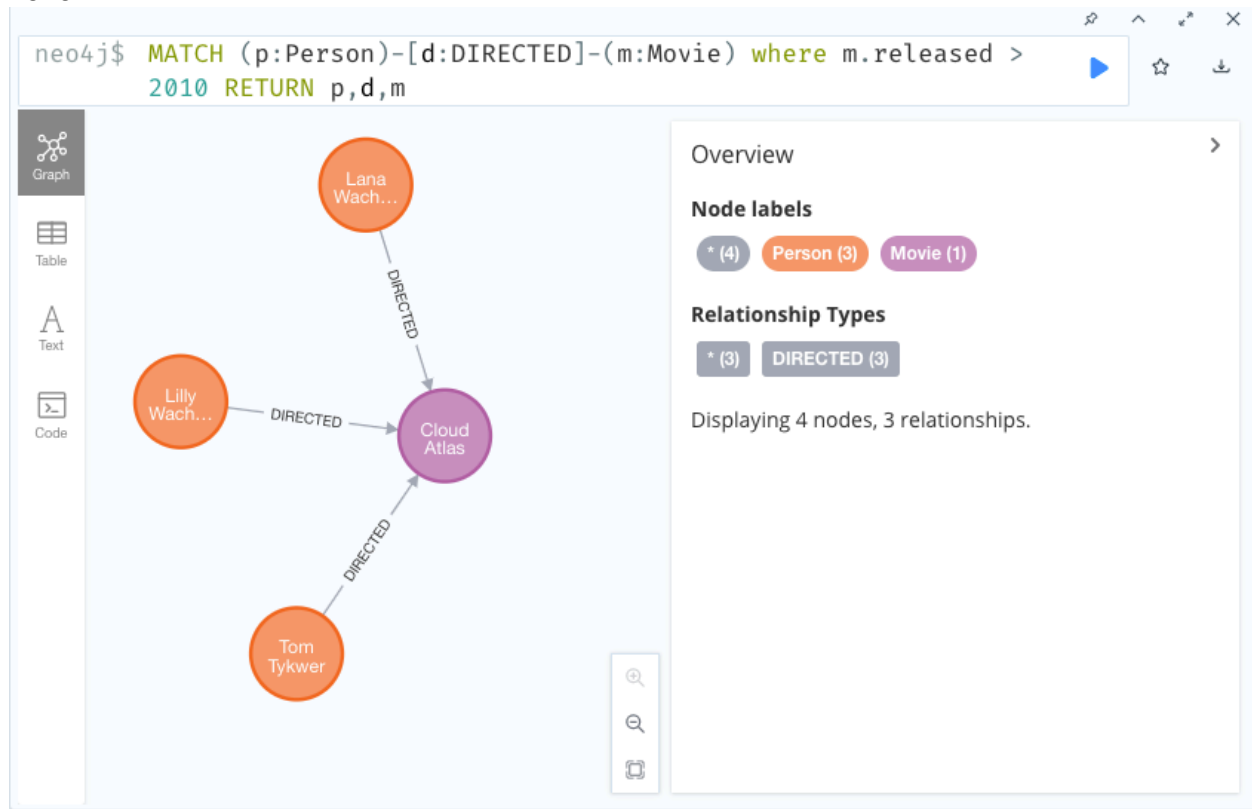 neo4j$ MATCH (p:Person)-[d:DIRECTED]-(m:Movie) where m.released >
2010 RETURN p,d,m
Graph
Table
Text
Code
Lana
Wach...
DIRECTED
Lilly
Wach...
DIRECTED
Cloud
Atlas
DIRECTED
Tom
Tykwer
Overview
Node labels
* (4) Person (3) Movie (1)
Relationship Types
* (3) DIRECTED (3)
Displaying 4 nodes, 3 relationships.